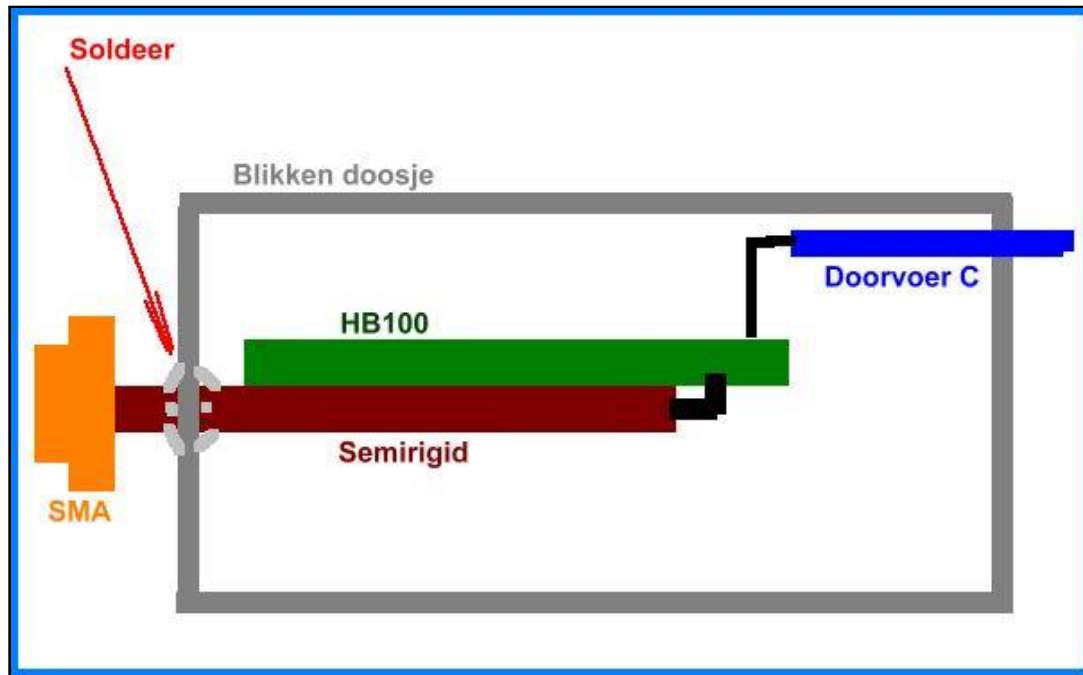 Soldeer
Blikken doosje
Doorvoer C
HB100
Semirigid
SMA